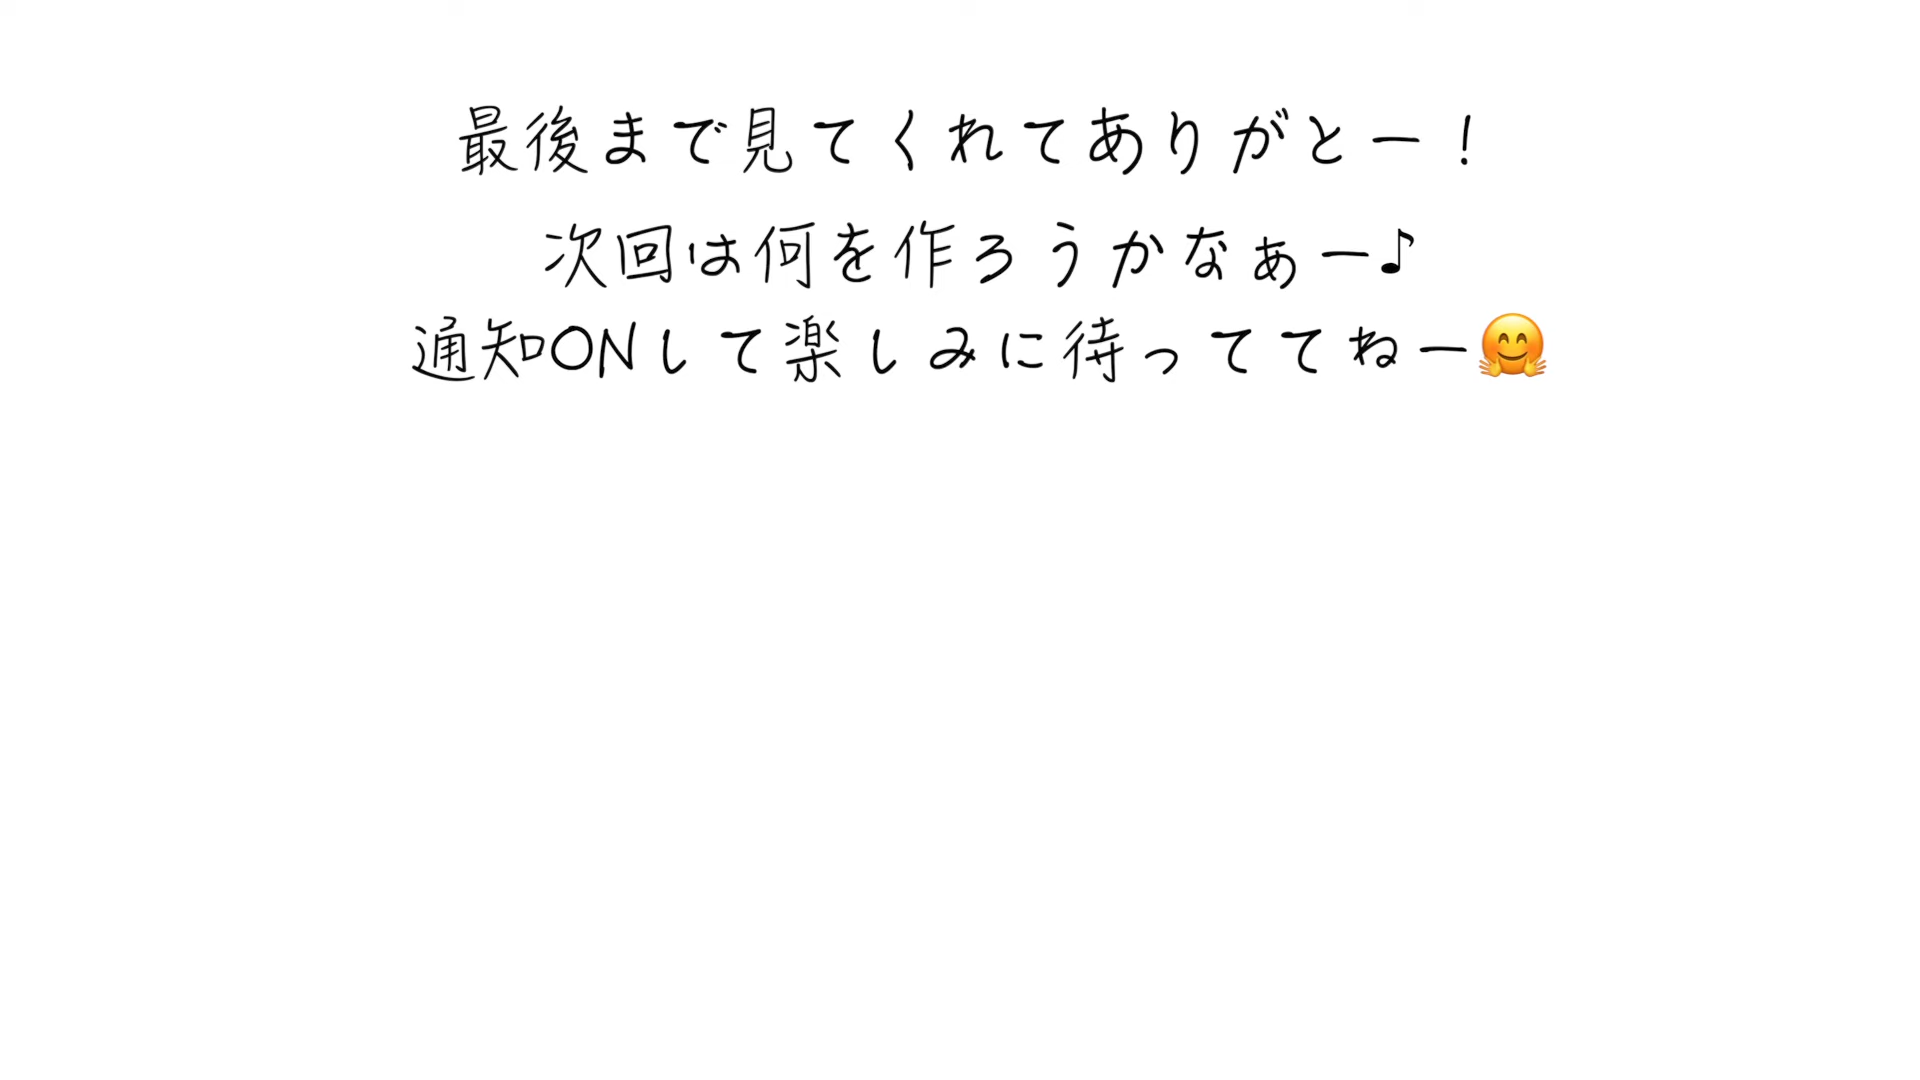 最後まで見てくれてありがとー！
次回は何を作ろうかなぁー♪
通知ONして楽しみに待っててねー🤗